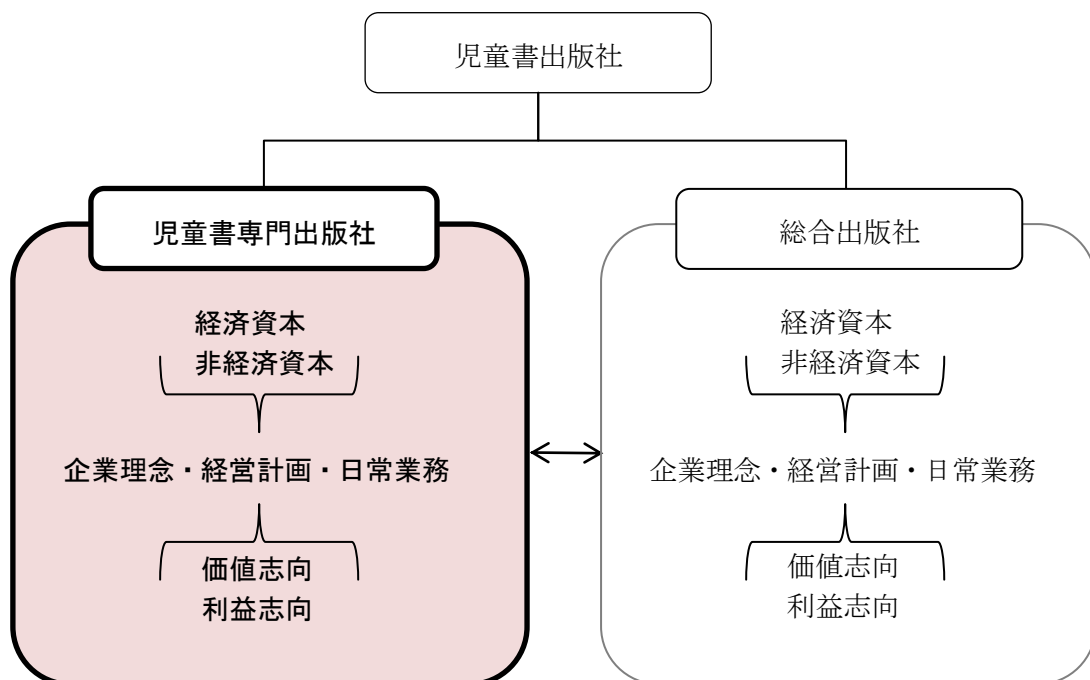 児童書出版社
児童書専門出版社
経済資本
非経済資本
企業理念・経営計画・日常業務
価値志向
利益志向
総合出版社
経済資本
非経済資本
企業理念・経営計画・日常業務
価値志向
利益志向